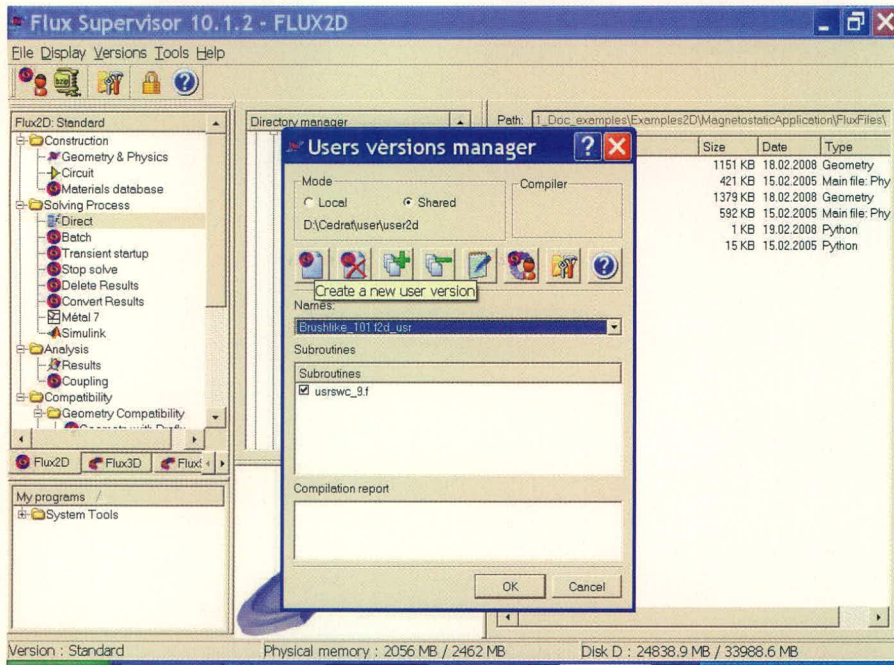 Flux Supervisor 10.1.2 - FLUX2D
File Display Versions Tools Help
Flux2D: Standard
Construction
Geometry & Physics
Circuit
Materials database
Solving Process
Direct
Batch
Transient startup
Stop solve
Delete Results
Convert Results
Métal 7
Simulink
Analysis
Results
Coupling
Compatibility
Geometry Compatibility
Flux2D Flux3D
My programs
System Tools
Directory manager
Users versions manager
Mode
Local Shared
D:\Cedrat\user\user2d
Compiler
Create a new user version
Names:
Brushlike_101.f2d_usr
Subroutines
Subroutines
usrswc_9.f
Compilation report
OK Cancel
Path: 1_Doc_examples\Examples2D\MagnetostaticApplication\FluxFiles\
Size Date Type
1151 KB 18.02.2008 Geometry
421 KB 15.02.2005 Main file: Phy
1379 KB 18.02.2008 Geometry
592 KB 15.02.2005 Main file: Phy
1 KB 19.02.2008 Python
15 KB 15.02.2005 Python
Version : Standard Physical memory : 2056 MB / 2462 MB Disk D : 24838.9 MB / 33988.6 MB